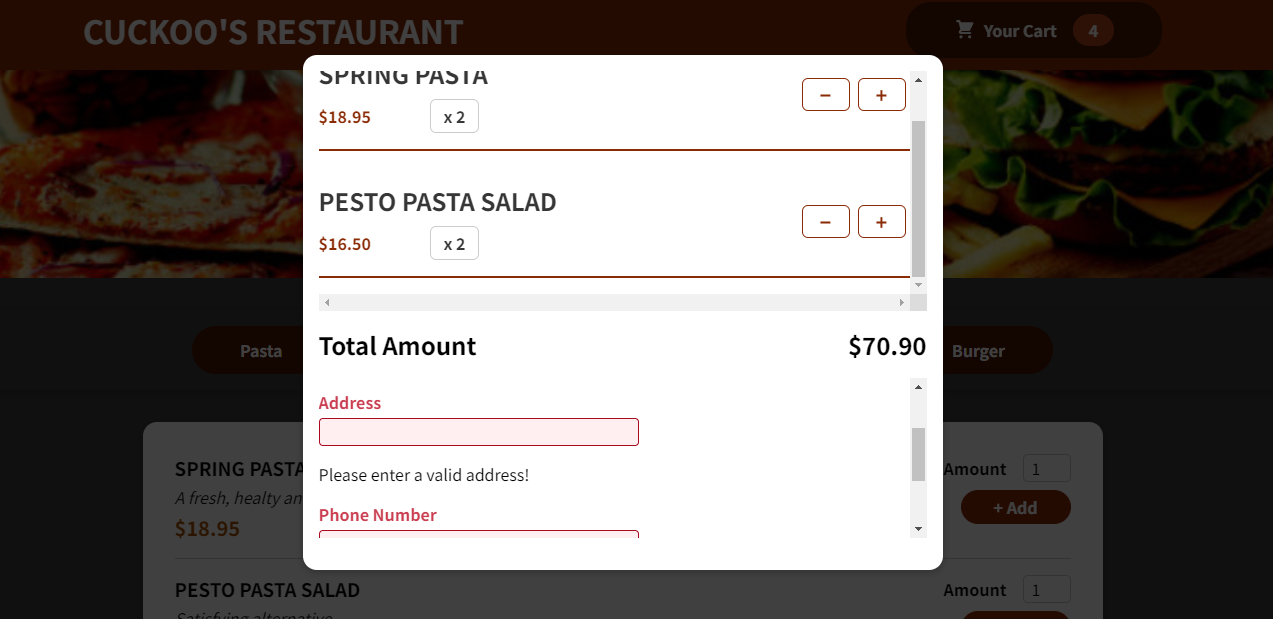 CUCKOO'S RESTAURANT
Your Cart 4
SPRING PASTA
− +
$18.95 x 2
PESTO PASTA SALAD
− +
$16.50 x 2
Total Amount $70.90
Pasta Burger
Address
Please enter a valid address!
Phone Number
SPRING PASTA Amount 1
A fresh, healty an
+ Add
$18.95
PESTO PASTA SALAD Amount 1
Satisfying alternative